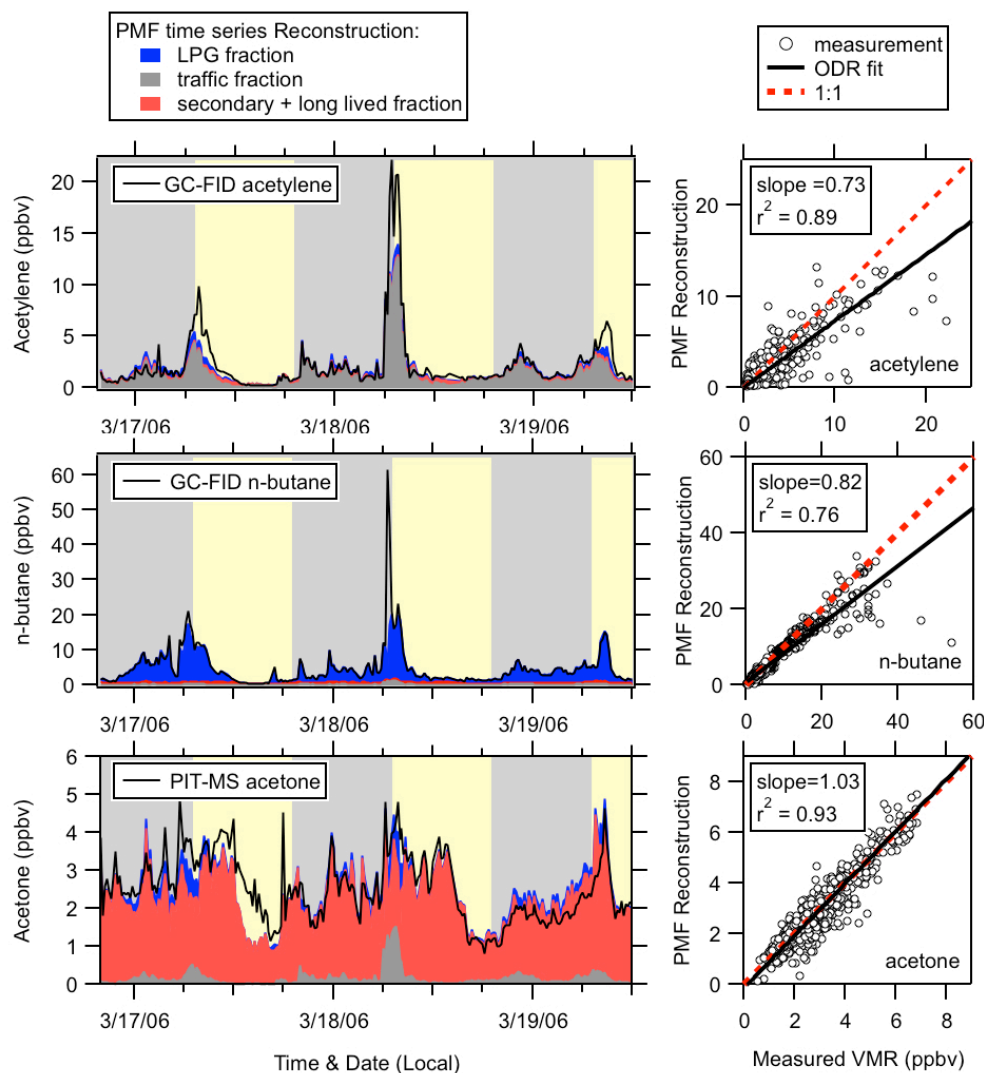 PMF time series Reconstruction:
LPG fraction
traffic fraction
secondary + long lived fraction
measurement
ODR fit
1:1
GC-FID acetylene
Acetylene (ppbv)
20
15
10
5
0
3/17/06
3/18/06
3/19/06
slope =0.73
r² = 0.89
acetylene
PMF Reconstruction
20
10
0
0
10
20
GC-FID n-butane
n-butane (ppbv)
60
50
40
30
20
10
0
3/17/06
3/18/06
3/19/06
slope=0.82
r² = 0.76
n-butane
PMF Reconstruction
60
40
20
0
0
20
40
60
PIT-MS acetone
Acetone (ppbv)
6
5
4
3
2
1
0
3/17/06
3/18/06
3/19/06
Time & Date (Local)
slope=1.03
r² = 0.93
acetone
PMF Reconstruction
8
6
4
2
0
0
2
4
6
8
Measured VMR (ppbv)